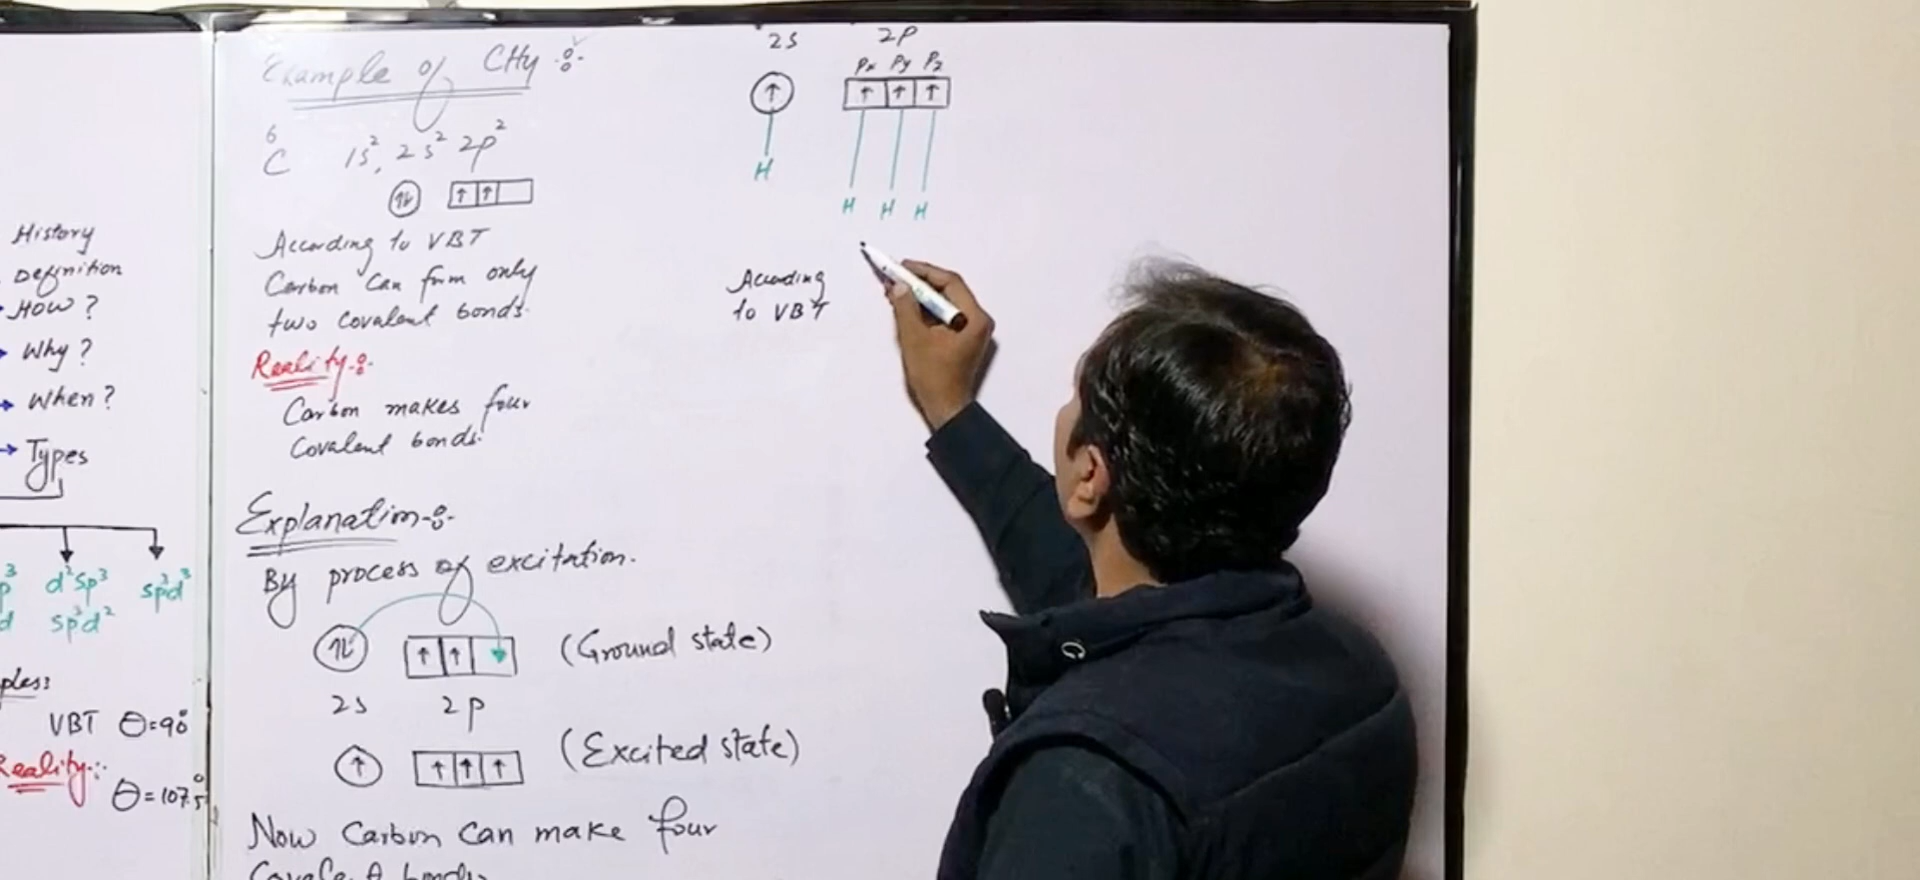 History
Definition
How?
Why?
When?
Types
d²sp³
sp³d³
sp³d²
VBT θ=90°
Reality:
θ=107.5°
Example of CH4 :-
6
C 1s², 2s² 2p²
↑↓ ↑ ↑
According to VBT
Carbon can form only
two covalent bonds.
Reality:-
Carbon makes four
covalent bonds.
Explanation:-
By process of excitation.
↑↓ ↑ ↑ (Ground state)
2s 2p
↑ ↑ ↑ ↑ (Excited state)
Now Carbon can make four
2s 2p
Px Py Pz
↑ ↑ ↑ ↑
H
H H H
According
to VBT